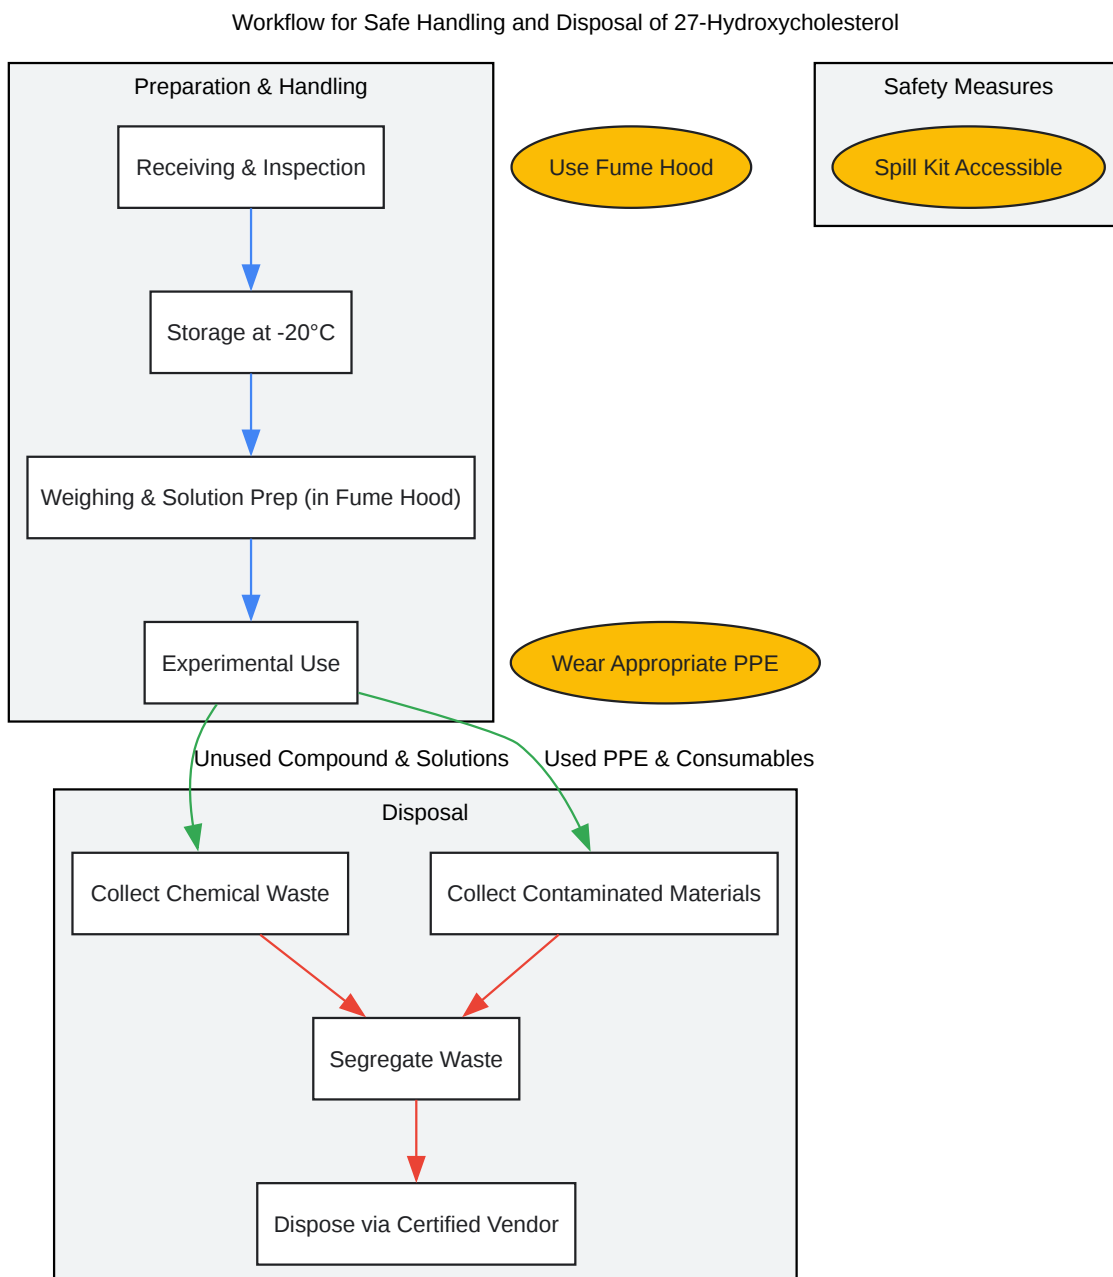 Workflow for Safe Handling and Disposal of 27-Hydroxycholesterol
Preparation & Handling
Safety Measures
Receiving & Inspection
Use Fume Hood
Spill Kit Accessible
Storage at -20°C
Weighing & Solution Prep (in Fume Hood)
Experimental Use
Wear Appropriate PPE
Unused Compound & Solutions
Used PPE & Consumables
Disposal
Collect Chemical Waste
Collect Contaminated Materials
Segregate Waste
Dispose via Certified Vendor